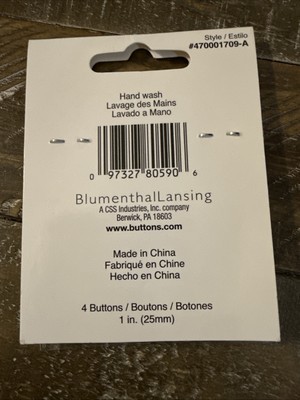 Style / Estilo
#470001709-A
Hand wash
Lavage des Mains
Lavado a Mano
0 97327 80590 6
BlumenthalLansing
A CSS Industries, Inc. company
Berwick, PA 18603
www.buttons.com
Made in China
Fabriqué en Chine
Hecho en China
4 Buttons / Boutons / Botones
1 in. (25mm)